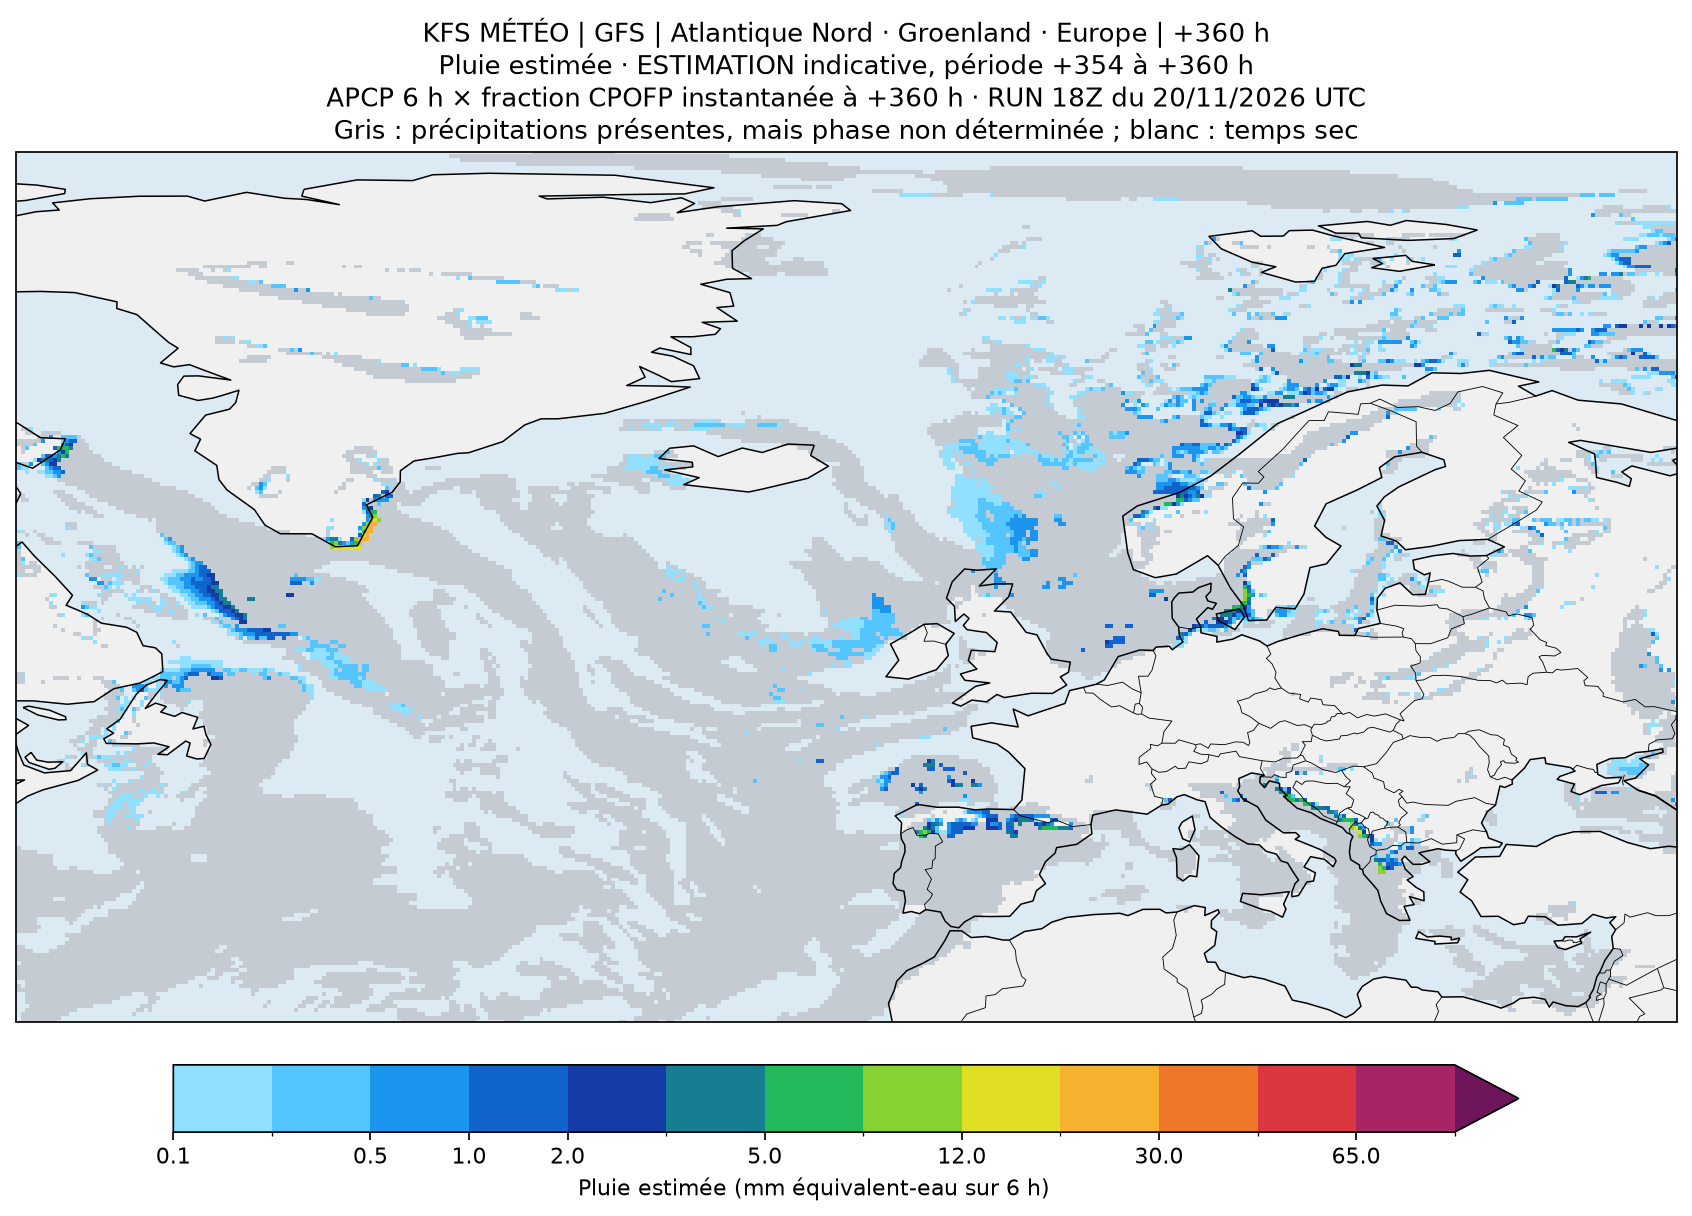 KFS MÉTÉO | GFS | Atlantique Nord · Groenland · Europe | +360 h
Pluie estimée · ESTIMATION indicative, période +354 à +360 h
APCP 6 h × fraction CPOFP instantanée à +360 h · RUN 18Z du 20/11/2026 UTC
Gris : précipitations présentes, mais phase non déterminée ; blanc : temps sec
0.1 0.5 1.0 2.0 5.0 12.0 30.0 65.0
Pluie estimée (mm équivalent-eau sur 6 h)